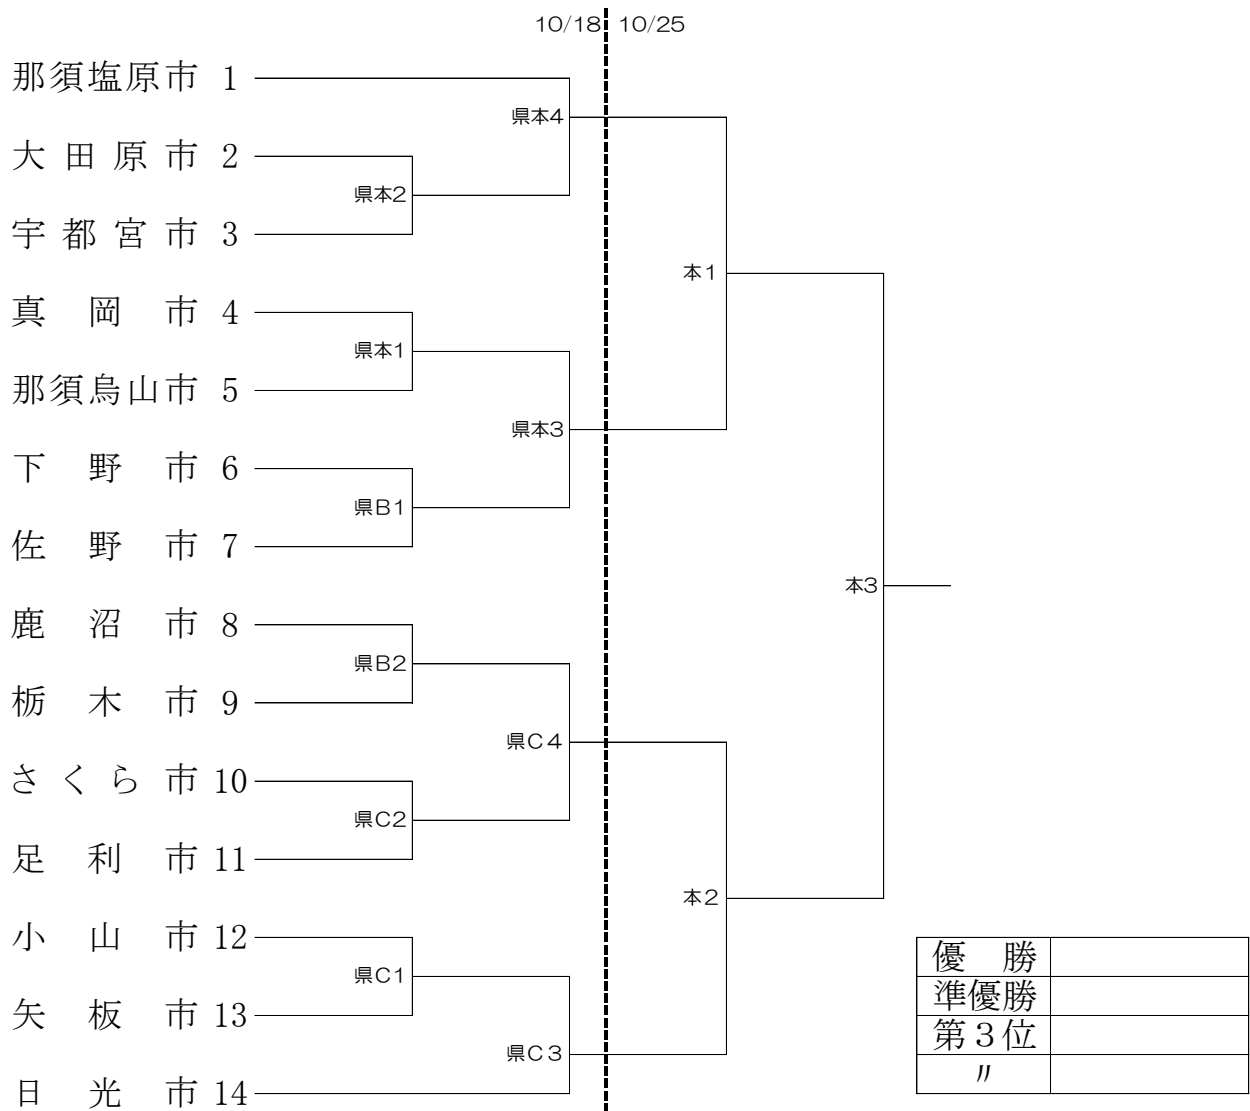 10/18 10/25
那須塩原市 1
県本4
大田原市 2
県本2
宇都宮市 3
本1
真岡市 4
県本1
那須烏山市 5
県本3
下野市 6
県B1
佐野市 7
本3
鹿沼市 8
県B2
栃木市 9
県C4
さくら市 10
県C2
足利市 11
本2
小山市 12
県C1
矢板市 13
県C3
日光市 14
優勝
準優勝
第3位
〃